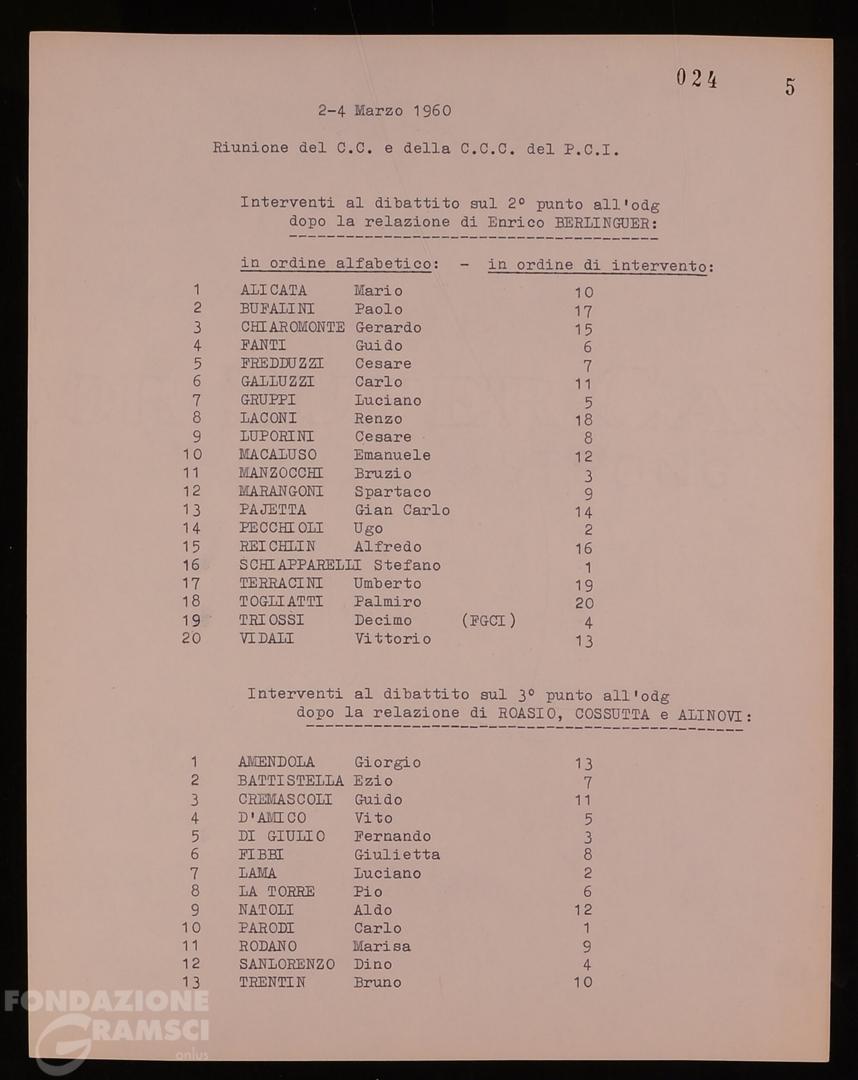 024 5
2-4 Marzo 1960
Riunione del C.C. e della C.C.C. del P.C.I.
Interventi al dibattito sul 2º punto all'odg
dopo la relazione di Enrico BERLINGUER:
in ordine alfabetico: - in ordine di intervento:
1 ALICATA Mario 10
2 BUFALINI Paolo 17
3 CHIAROMONTE Gerardo 15
4 FANTI Guido 6
5 FREDDUZZI Cesare 7
6 GALLUZZI Carlo 11
7 GRUPPI Luciano 5
8 LACONI Renzo 18
9 LUPORINI Cesare 8
10 MACALUSO Emanuele 12
11 MANZOCCHI Bruzio 3
12 MARANGONI Spartaco 9
13 PAJETTA Gian Carlo 14
14 PECCHIOLI Ugo 2
15 REICHLIN Alfredo 16
16 SCHIAPPARELLI Stefano 1
17 TERRACINI Umberto 19
18 TOGLIATTI Palmiro 20
19 TRIOSSI Decimo (FGCI) 4
20 VIDALI Vittorio 13
Interventi al dibattito sul 3º punto all'odg
dopo la relazione di ROASIO, COSSUTTA e ALINOVI:
1 AMENDOLA Giorgio 13
2 BATTISTELLA Ezio 7
3 CREMASCOLI Guido 11
4 D'AMICO Vito 5
5 DI GIULIO Fernando 3
6 FIBBI Giulietta 8
7 LAMA Luciano 2
8 LA TORRE Pio 6
9 NATOLI Aldo 12
10 PARODI Carlo 1
11 RODANO Marisa 9
12 SANLORENZO Dino 4
13 TRENTIN Bruno 10
FONDAZIONE
GRAMSCI
onlus